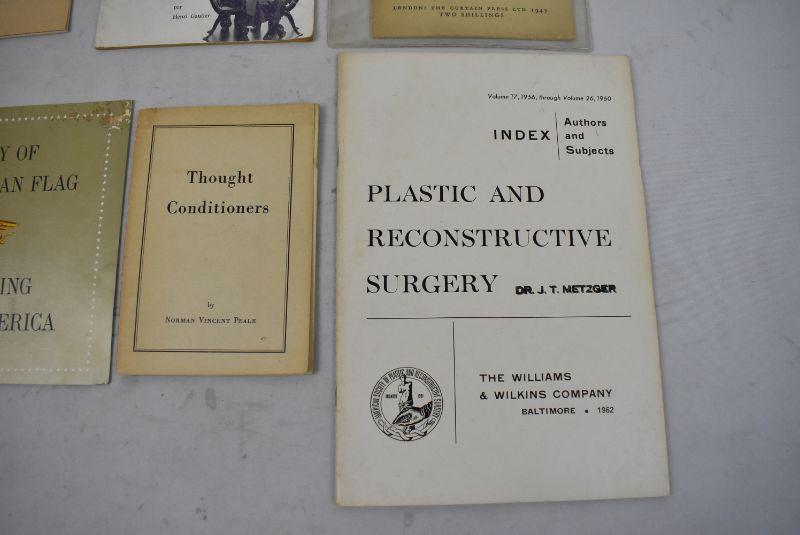 par
Henri Gautier
LONDON: THE CURTAIN PRESS LTD 1947
TWO SHILLINGS
Y OF
AN FLAG
ING
ERICA
Thought
Conditioners
by
NORMAN VINCENT PEALE
Volume 17, 1956, through Volume 26, 1960
INDEX
Authors
and
Subjects
PLASTIC AND
RECONSTRUCTIVE
SURGERY
DR. J. T. METZGER
THE WILLIAMS
& WILKINS COMPANY
BALTIMORE • 1962